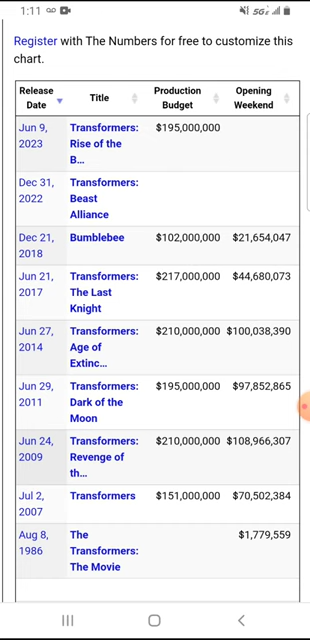 1:11
5G
Register with The Numbers for free to customize this
chart.
Release Date Title Production Budget Opening Weekend
Jun 9, 2023 Transformers: Rise of the B... $195,000,000
Dec 31, 2022 Transformers: Beast Alliance
Dec 21, 2018 Bumblebee $102,000,000 $21,654,047
Jun 21, 2017 Transformers: The Last Knight $217,000,000 $44,680,073
Jun 27, 2014 Transformers: Age of Extinc... $210,000,000 $100,038,390
Jun 29, 2011 Transformers: Dark of the Moon $195,000,000 $97,852,865
Jun 24, 2009 Transformers: Revenge of th... $210,000,000 $108,966,307
Jul 2, 2007 Transformers $151,000,000 $70,502,384
Aug 8, 1986 The Transformers: The Movie $1,779,559